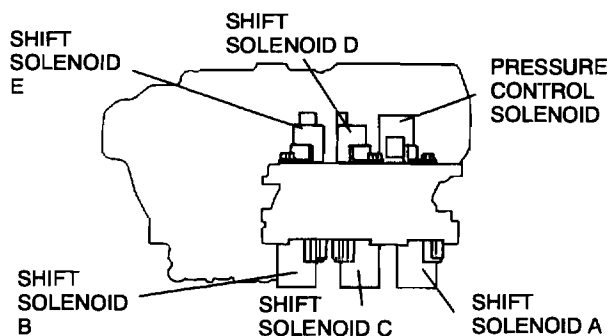 SHIFT
SOLENOID D
SHIFT
SOLENOID
E
PRESSURE
CONTROL
SOLENOID
SHIFT
SOLENOID
B
SHIFT
SOLENOID C
SHIFT
SOLENOID A